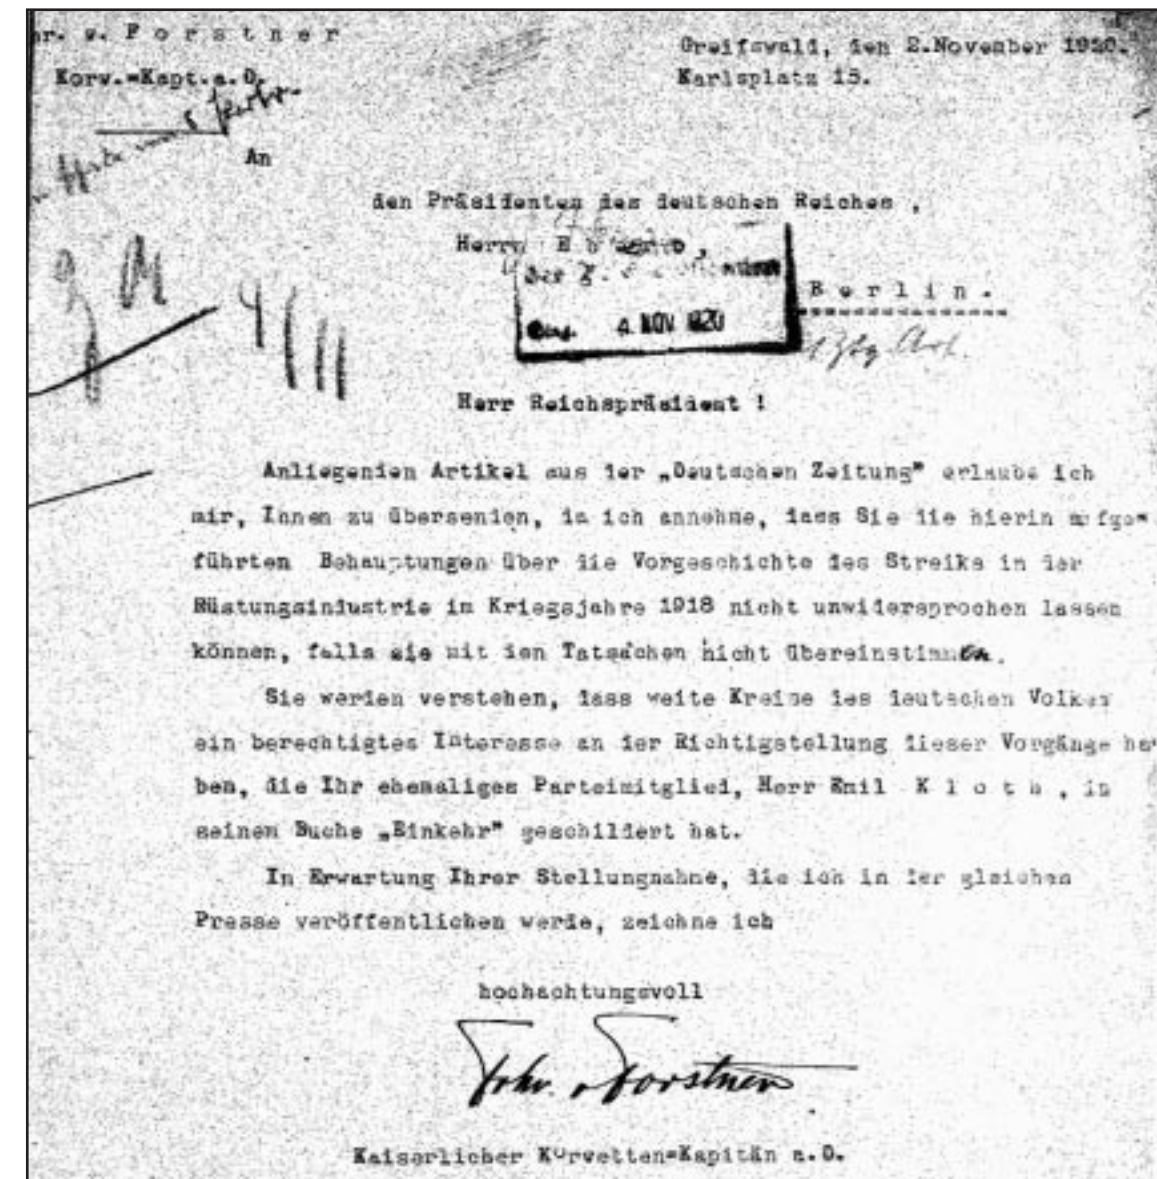 hr. v. Forstner
Korv.=Kapt.a.D.
Greifswald, den 2.November 1920.
Karlsplatz 15.
An
den Präsidenten des deutschen Reiches ,
Herrn
4. NOV 1920
Berlin.
Herr Reichspräsident !
Anliegenden Artikel aus der „Deutschen Zeitung" erlaube ich
mir, Ihnen zu übersenden, da ich annehme, dass Sie die hierin aufge=
führten Behauptungen über die Vorgeschichte des Streiks in der
Rüstungsindustrie im Kriegsjahre 1918 nicht unwidersprochen lassen
können, falls sie mit den Tatsachen nicht übereinstimmen.
Sie werden verstehen, dass weite Kreise des deutschen Volkes
ein berechtigtes Interesse an der Richtigstellung dieser Vorgänge ha=
ben, die Ihr ehemaliges Parteimitglied, Herr Emil Kloth, in
seinem Buche „Einkehr" geschildert hat.
In Erwartung Ihrer Stellungnahme, die ich in der gleichen
Presse veröffentlichen werde, zeichne ich
hochachtungsvoll
Frhr. v Forstner
Kaiserlicher Korvetten=Kapitän a.D.